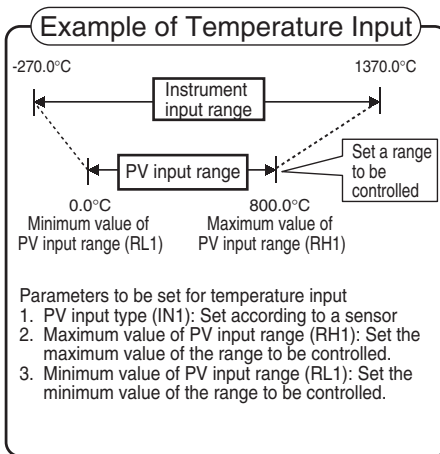 Example of Temperature Input
-270.0°C
1370.0°C
Instrument
input range
PV input range
Set a range
to be
controlled
0.0°C
800.0°C
Minimum value of
PV input range (RL1)
Maximum value of
PV input range (RH1)
Parameters to be set for temperature input
1. PV input type (IN1): Set according to a sensor
2. Maximum value of PV input range (RH1): Set the
maximum value of the range to be controlled.
3. Minimum value of PV input range (RL1): Set the
minimum value of the range to be controlled.